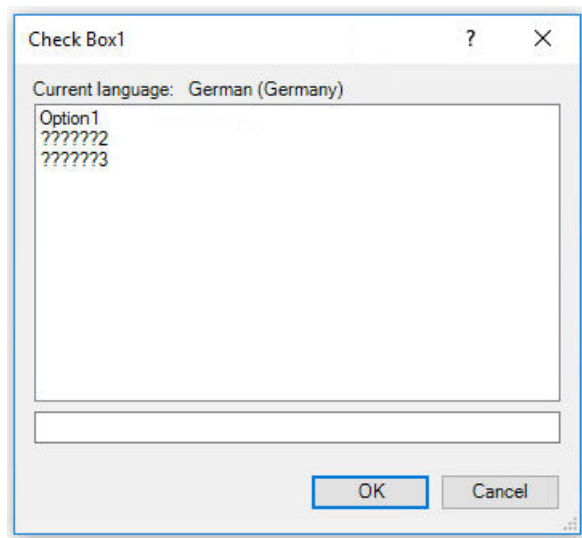 Check Box1 ?
Current language: German (Germany)
Option1
??????2
??????3
OK Cancel